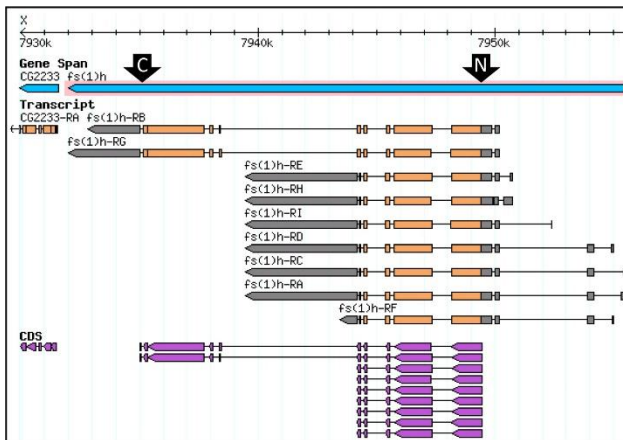 X
7930k 7940k 7950k
C N
Gene Span
CG2233 fs(1)h
Transcript
CG2233-RA fs(1)h-RB
fs(1)h-RG
fs(1)h-RE
fs(1)h-RH
fs(1)h-RI
fs(1)h-RD
fs(1)h-RC
fs(1)h-RA
fs(1)h-RF
CDS